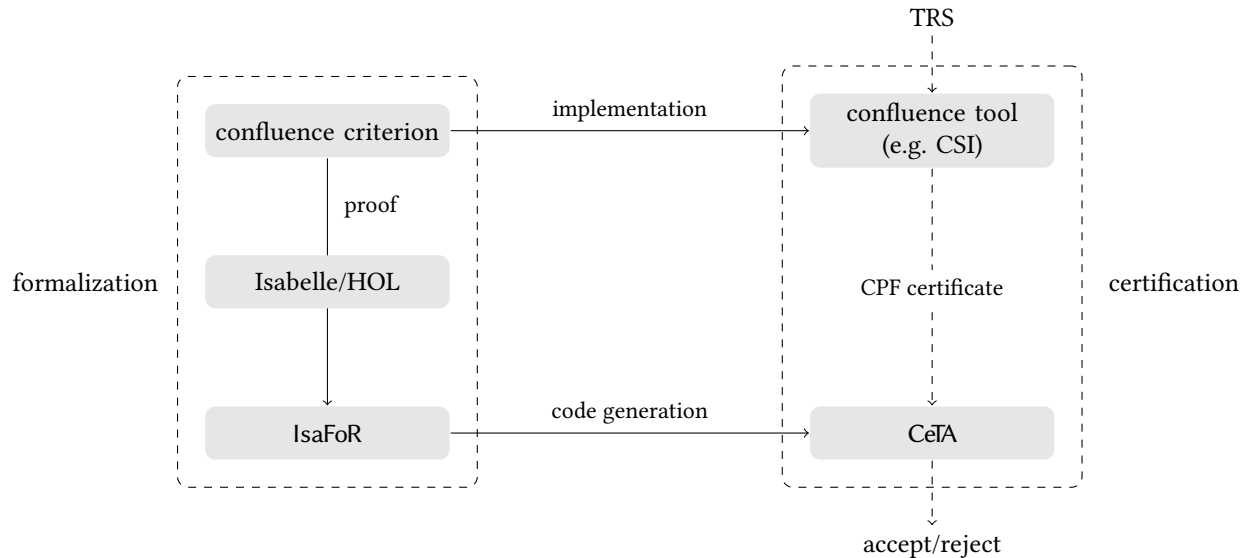 TRS
confluence criterion
implementation
confluence tool
(e.g. CSI)
proof
formalization
Isabelle/HOL
CPF certificate
certification
IsaFoR
code generation
CeTA
accept/reject